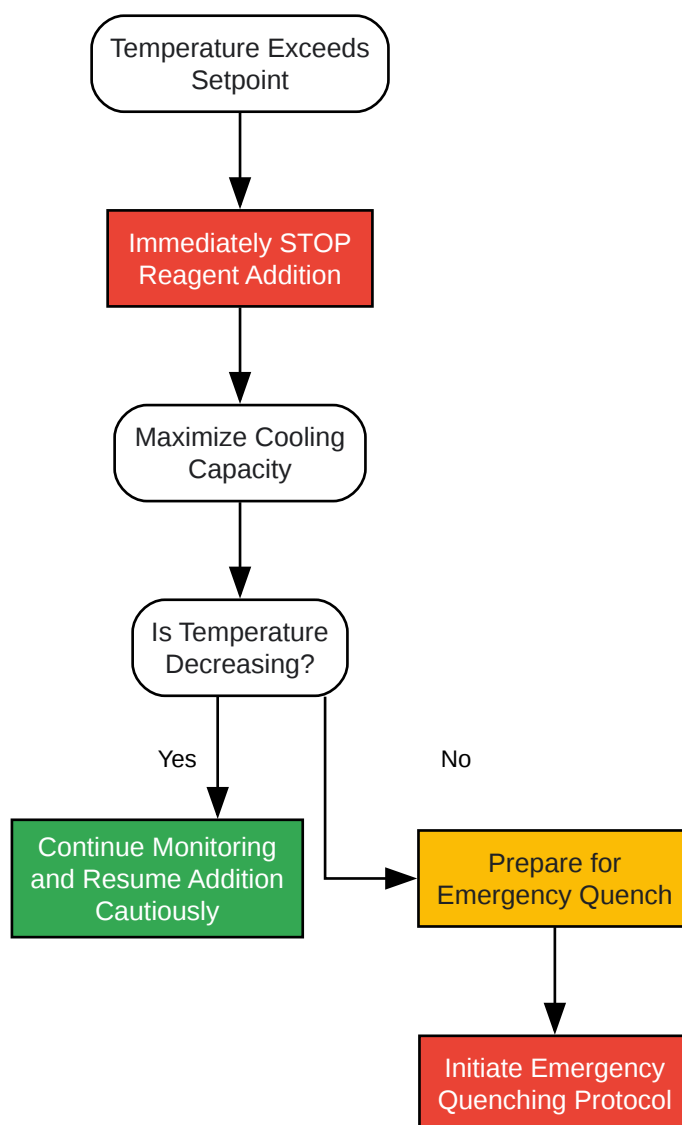 Temperature Exceeds
Setpoint
Immediately STOP
Reagent Addition
Maximize Cooling
Capacity
Is Temperature
Decreasing?
Yes
No
Continue Monitoring
and Resume Addition
Cautiously
Prepare for
Emergency Quench
Initiate Emergency
Quenching Protocol